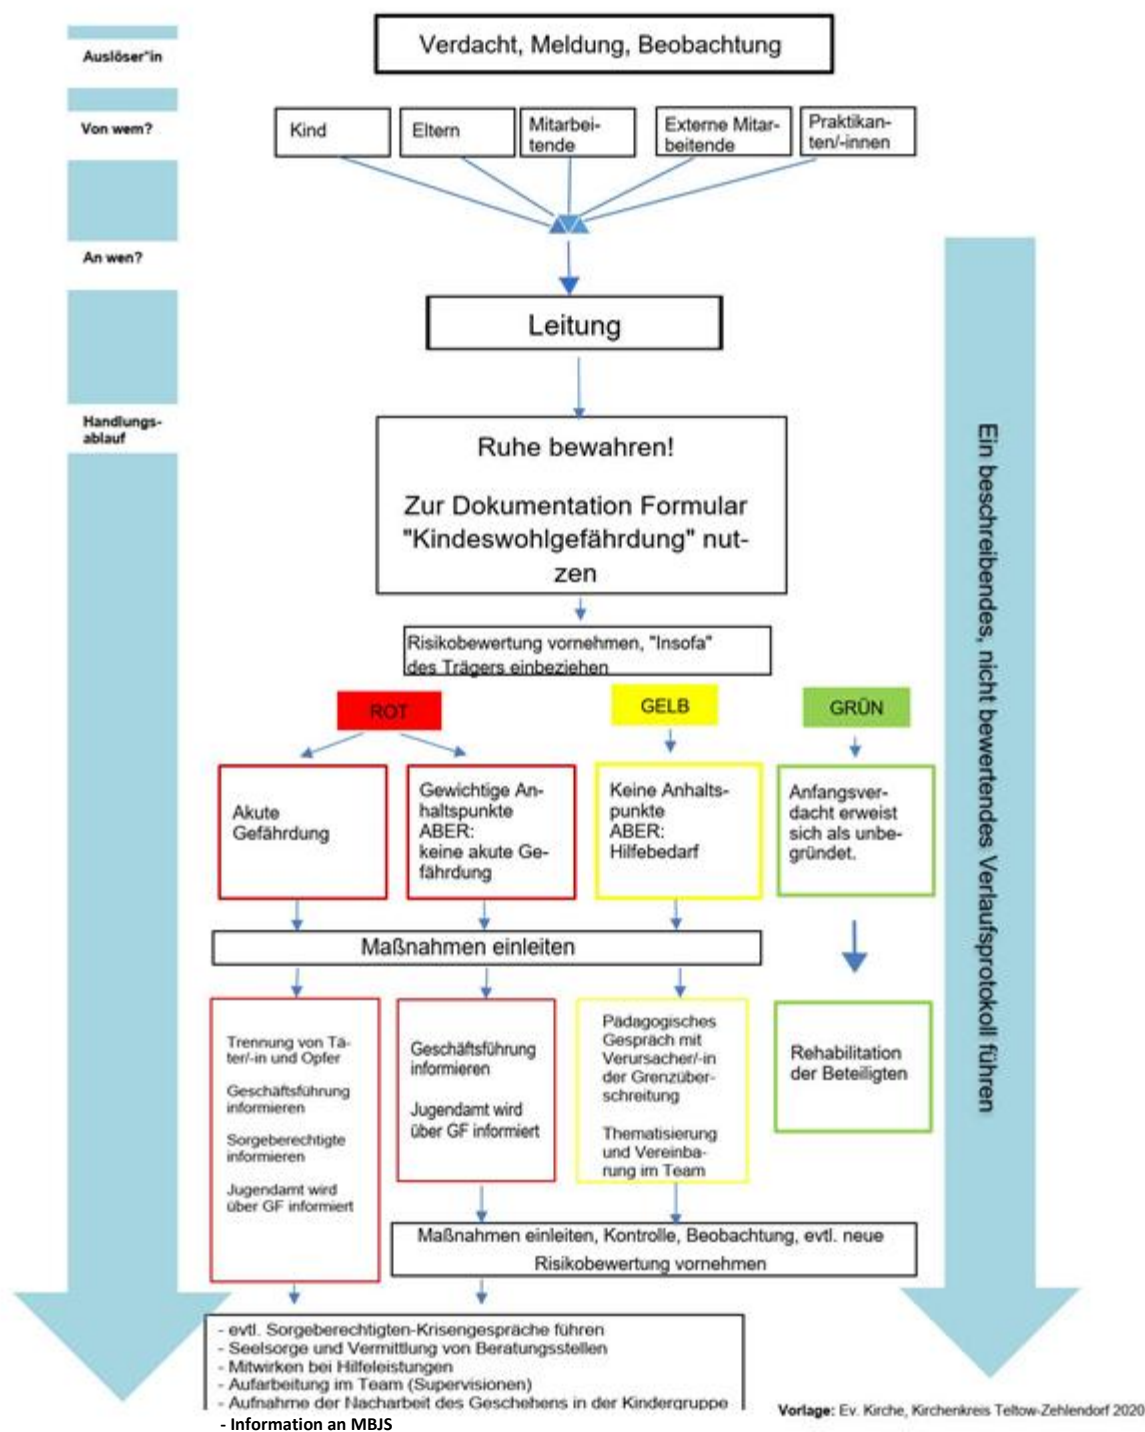 Verdacht, Meldung, Beobachtung
Auslöser*in
Von wem?
Kind
Eltern
Mitarbei-
tende
Externe Mitar-
beitende
Praktikan-
ten/-innen
An wen?
Leitung
Handlungs-
ablauf
Ruhe bewahren!
Zur Dokumentation Formular
"Kindeswohlgefährdung" nut-
zen
Risikobewertung vornehmen, "Insofa"
des Trägers einbeziehen
ROT
GELB
GRÜN
Akute
Gefährdung
Gewichtige An-
haltspunkte
ABER:
keine akute Ge-
fährdung
Keine Anhalts-
punkte
ABER:
Hilfebedarf
Anfangsver-
dacht erweist
sich als unbe-
gründet.
Maßnahmen einleiten
Trennung von Tä-
ter/-in und Opfer
Geschäftsführung
informieren
Sorgeberechtigte
informieren
Jugendamt wird
über GF informiert
Geschäftsführung
informieren
Jugendamt wird
über GF informiert
Pädagogisches
Gespräch mit
Verursacher/-in
der Grenzüber-
schreitung
Thematisierung
und Vereinba-
rung im Team
Rehabilitation
der Beteiligten
Maßnahmen einleiten, Kontrolle, Beobachtung, evtl. neue
Risikobewertung vornehmen
- evtl. Sorgeberechtigten-Krisengespräche führen
- Seelsorge und Vermittlung von Beratungsstellen
- Mitwirken bei Hilfeleistungen
- Aufarbeitung im Team (Supervisionen)
- Aufnahme der Nacharbeit des Geschehens in der Kindergruppe
- Information an MBJS
Ein beschreibendes, nicht bewertendes Verlaufsprotokoll führen
Vorlage: Ev. Kirche, Kirchenkreis Teltow-Zehlendorf 2020